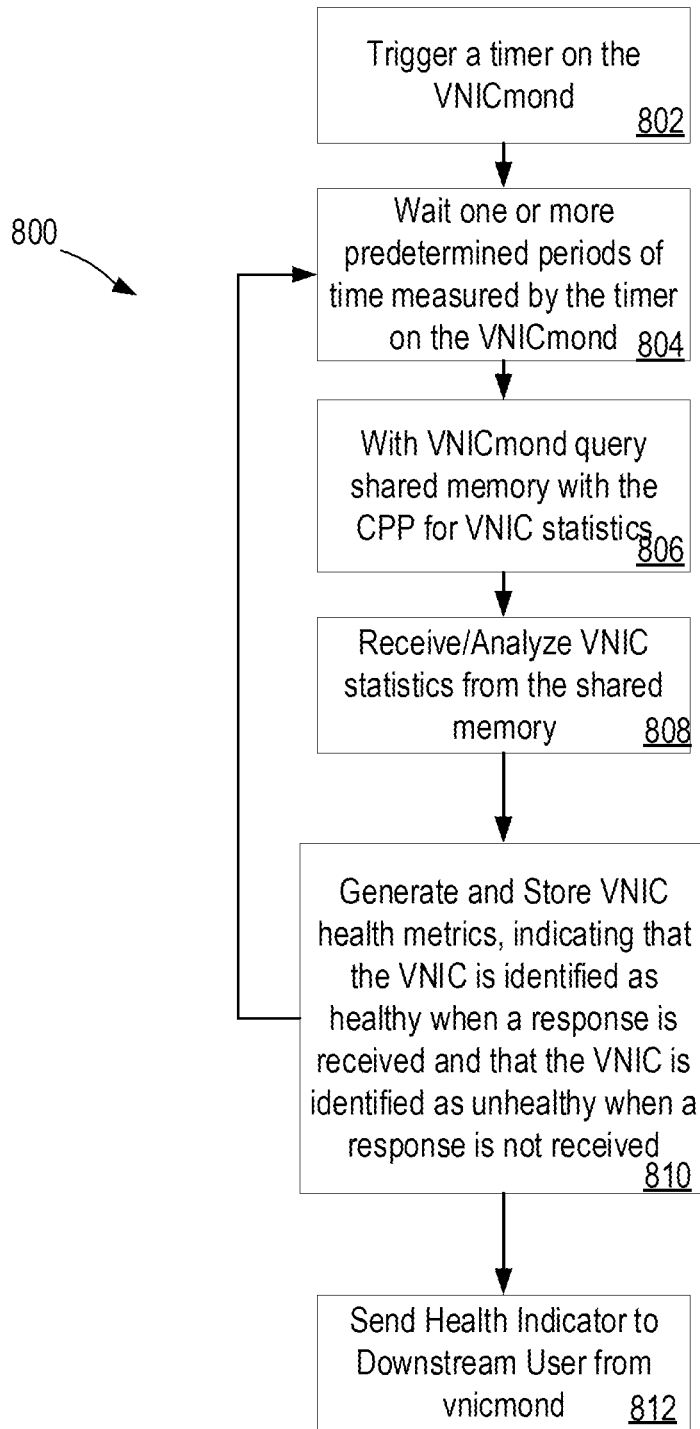 Trigger a timer on the
VNICmond
802
800
Wait one or more
predetermined periods of
time measured by the timer
on the VNICmond
804
With VNICmond query
shared memory with the
CPP for VNIC statistics
806
Receive/Analyze VNIC
statistics from the shared
memory
808
Generate and Store VNIC
health metrics, indicating that
the VNIC is identified as
healthy when a response is
received and that the VNIC is
identified as unhealthy when a
response is not received
810
Send Health Indicator to
Downstream User from
vnicmond
812